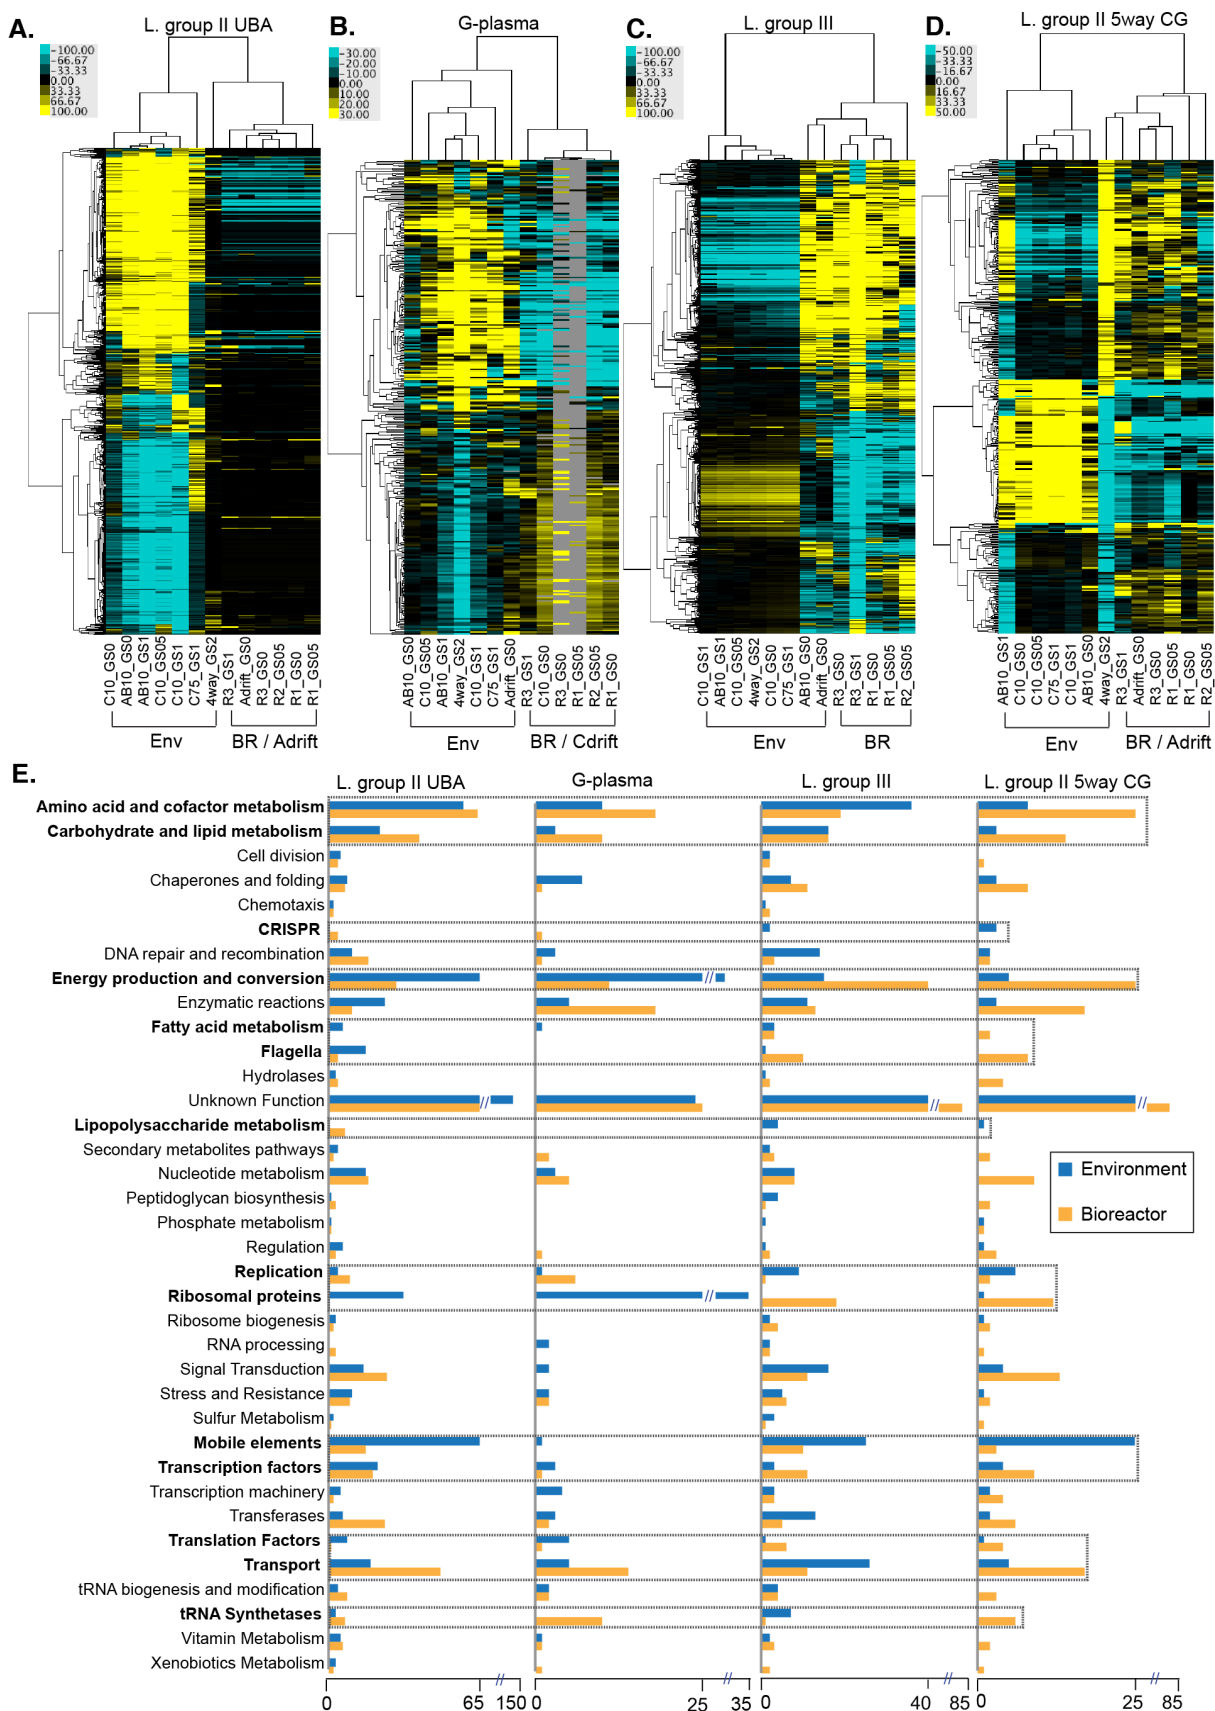 A.
L. group II UBA
-100.00
-66.67
-33.33
0.00
33.33
66.67
100.00
C10_GS0
AB10_GS0
AB10_GS1
C10_GS05
C10_GS1
C75_GS1
4way_GS2
R3_GS1
Adrift_GS0
R3_GS0
R2_GS05
R1_GS0
R1_GS05
Env
BR / Adrift
B.
G-plasma
-30.00
-20.00
-10.00
0.00
10.00
20.00
30.00
AB10_GS0
C10_GS05
AB10_GS1
4way_GS2
C10_GS1
C75_GS1
Adrift_GS0
R3_GS1
C10_GS0
R3_GS0
R1_GS05
R2_GS05
R1_GS0
Env
BR / Cdrift
C.
L. group III
-100.00
-66.67
-33.33
0.00
33.33
66.67
100.00
C10_GS1
AB10_GS1
C10_GS05
4way_GS2
C10_GS0
C75_GS1
AB10_GS0
Adrift_GS0
R3_GS0
R3_GS1
R1_GS0
R1_GS05
R2_GS05
Env
BR
D.
L. group II 5way CG
-50.00
-33.33
-16.67
0.00
16.67
33.33
50.00
AB10_GS1
C10_GS0
C10_GS05
C75_GS1
C10_GS1
AB10_GS0
4way_GS2
R3_GS1
Adrift_GS0
R3_GS0
R1_GS05
R1_GS0
R2_GS05
Env
BR / Adrift
E.
L. group II UBA
G-plasma
L. group III
L. group II 5way CG
Amino acid and cofactor metabolism
Carbohydrate and lipid metabolism
Cell division
Chaperones and folding
Chemotaxis
CRISPR
DNA repair and recombination
Energy production and conversion
Enzymatic reactions
Fatty acid metabolism
Flagella
Hydrolases
Unknown Function
Lipopolysaccharide metabolism
Secondary metabolites pathways
Nucleotide metabolism
Peptidoglycan biosynthesis
Phosphate metabolism
Regulation
Replication
Ribosomal proteins
Ribosome biogenesis
RNA processing
Signal Transduction
Stress and Resistance
Sulfur Metabolism
Mobile elements
Transcription factors
Transcription machinery
Transferases
Translation Factors
Transport
tRNA biogenesis and modification
tRNA Synthetases
Vitamin Metabolism
Xenobiotics Metabolism
Environment
Bioreactor
0 65 // 150
0 25 // 35
0 40 // 85
0 25 // 85